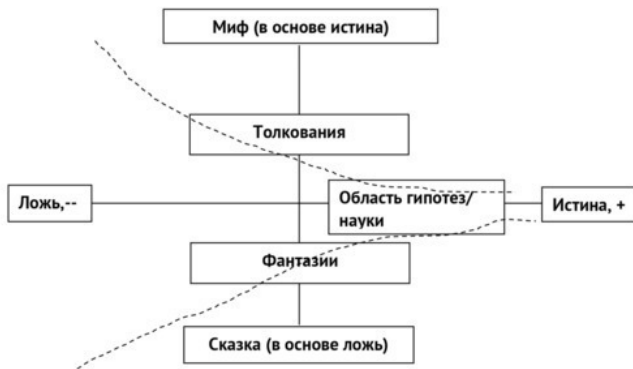 Миф (в основе истина)
Толкования
Ложь,--
Область гипотез/
науки
Истина, +
Фантазии
Сказка (в основе ложь)